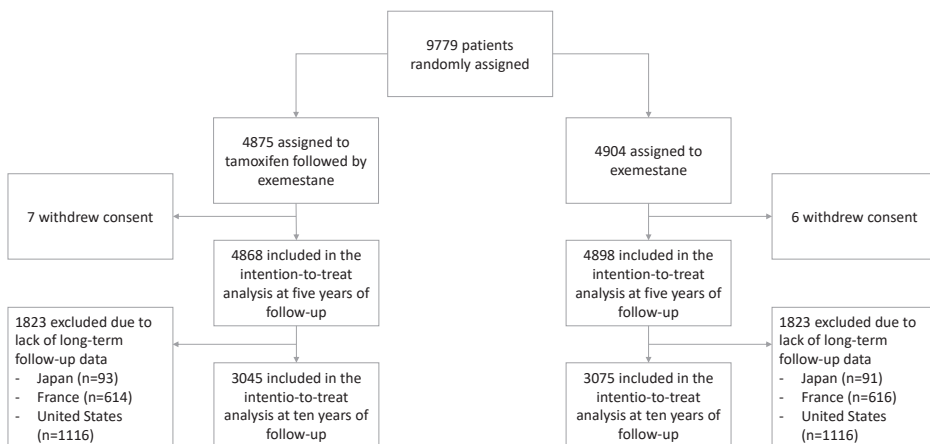 9779 patients
randomly assigned
4875 assigned to
tamoxifen followed by
exemestane
4904 assigned to
exemestane
7 withdrew consent
6 withdrew consent
4868 included in the
intention-to-treat
analysis at five years of
follow-up
4898 included in the
intention-to-treat
analysis at five years of
follow-up
1823 excluded due to
lack of long-term
follow-up data
- Japan (n=93)
- France (n=614)
- United States
(n=1116)
1823 excluded due to
lack of long-term
follow-up data
- Japan (n=91)
- France (n=616)
- United States
(n=1116)
3045 included in the
intentio-to-treat
analysis at ten years of
follow-up
3075 included in the
intentio-to-treat
analysis at ten years of
follow-up